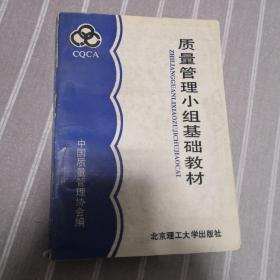 CQCA
质量管理小组基础教材
ZHILIANGGUANLIXIAOZUJICHUJIAOCAI
中国质量管理协会编
北京理工大学出版社